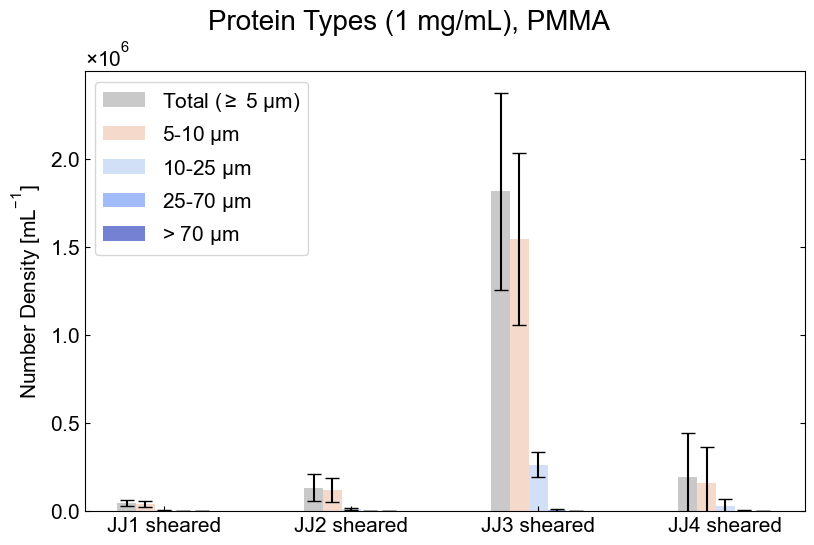 Protein Types (1 mg/mL), PMMA
×10⁶
Total (≥ 5 μm)
5-10 μm
10-25 μm
25-70 μm
> 70 μm
Number Density [mL⁻¹]
2.0
1.5
1.0
0.5
0.0
JJ1 sheared JJ2 sheared JJ3 sheared JJ4 sheared